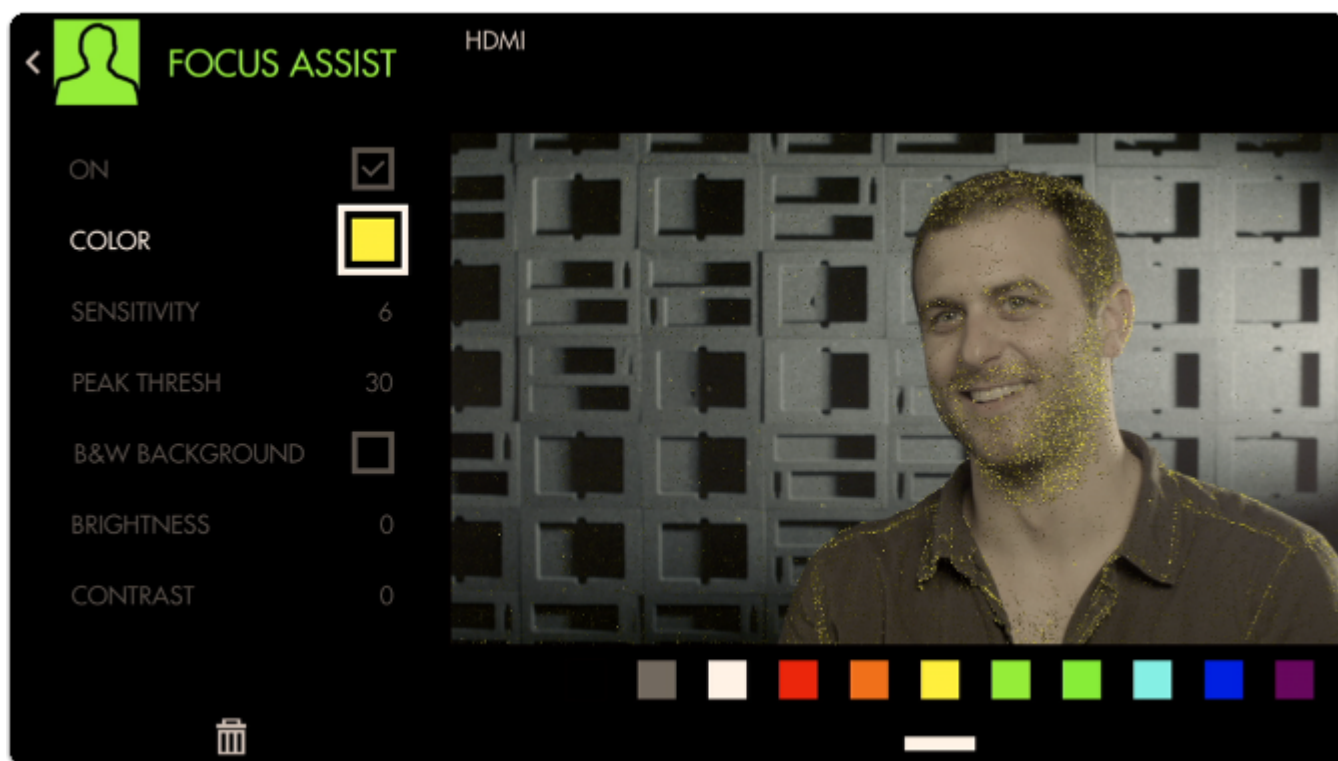 FOCUS ASSIST
HDMI
ON
COLOR
SENSITIVITY 6
PEAK THRESH 30
B&W BACKGROUND
BRIGHTNESS 0
CONTRAST 0